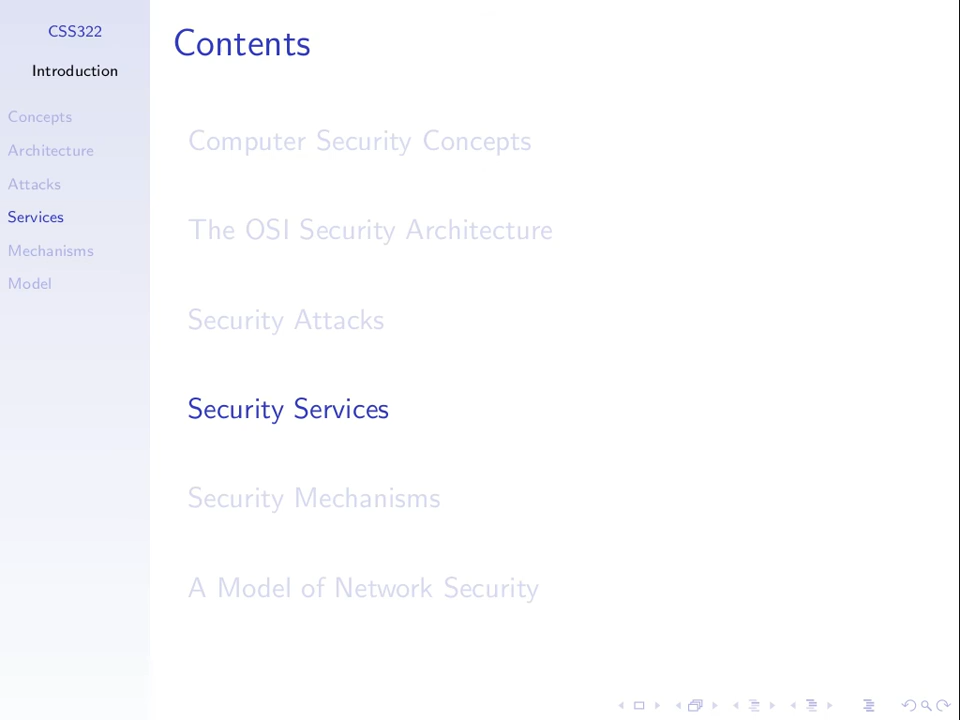 CSS322
Introduction
Concepts
Architecture
Attacks
Services
Mechanisms
Model
Contents
Computer Security Concepts
The OSI Security Architecture
Security Attacks
Security Services
Security Mechanisms
A Model of Network Security